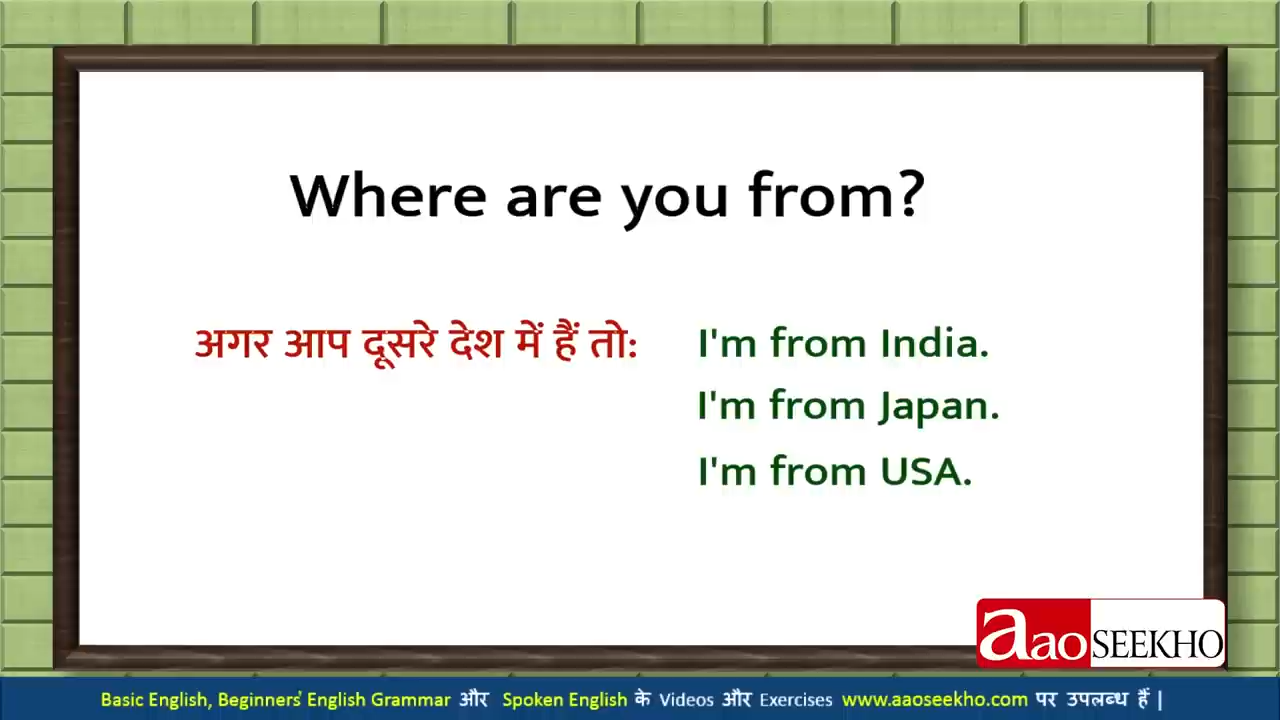 Where are you from?
अगर आप दूसरे देश में हैं तो: I'm from India.
I'm from Japan.
I'm from USA.
aao SEEKHO
Basic English, Beginners' English Grammar और Spoken English के Videos और Exercises www.aaoseekho.com पर उपलब्ध हैं |